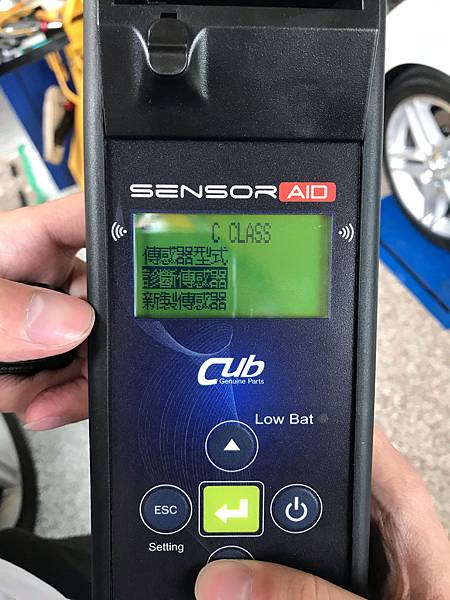 SENSOR AID
C CLASS
傳感器型式
診斷傳感器
新製傳感器
Cub
Genuine Parts
Low Bat
ESC
Setting